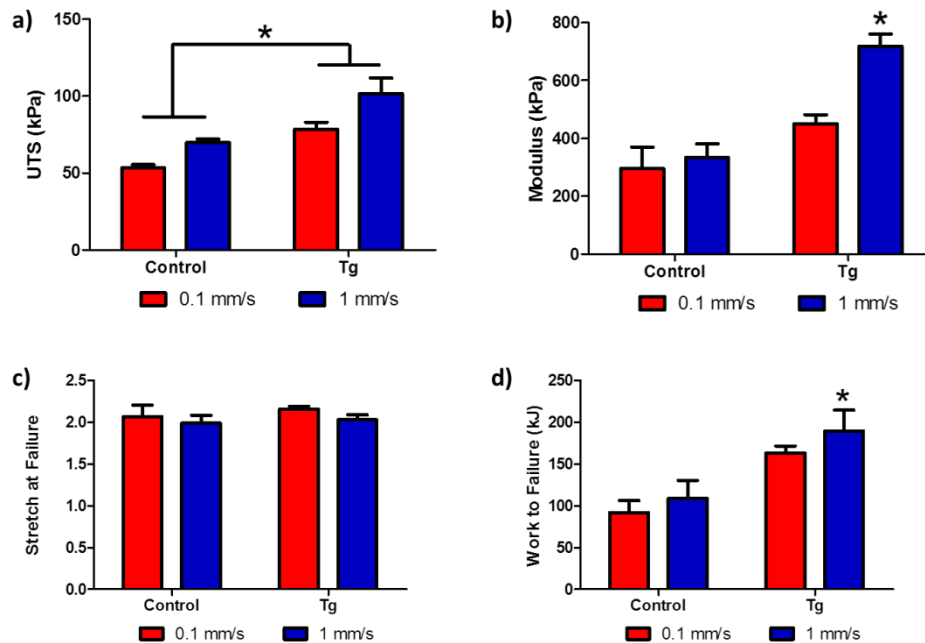 a)
UTS (kPa)
150
100
50
0
*
Control
Tg
0.1 mm/s
1 mm/s
b)
Modulus (kPa)
800
600
400
200
0
*
Control
Tg
0.1 mm/s
1 mm/s
c)
Stretch at Failure
2.5
2.0
1.5
1.0
0.5
0.0
Control
Tg
0.1 mm/s
1 mm/s
d)
Work to Failure (kJ)
250
200
150
100
50
0
*
Control
Tg
0.1 mm/s
1 mm/s